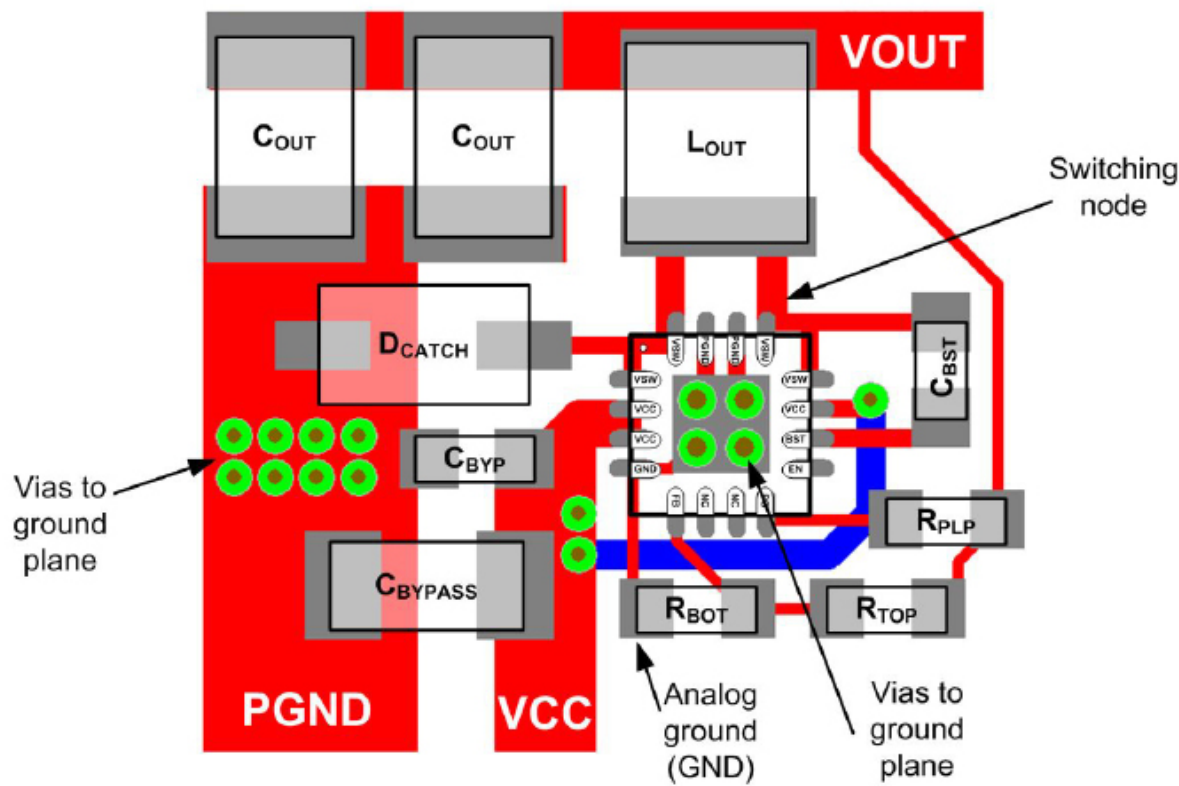 VOUT
COUT
COUT
LOUT
Switching
node
DCATCH
VSW
PGND
PGND
VSW
CBST
VSW
VSW
VCC
VCC
VCC
BST
CBYP
GND
EN
FB
NC
NC
Vias to
ground
plane
RPLP
CBYPASS
RBOT
RTOP
PGND
VCC
Analog
ground
(GND)
Vias to
ground
plane